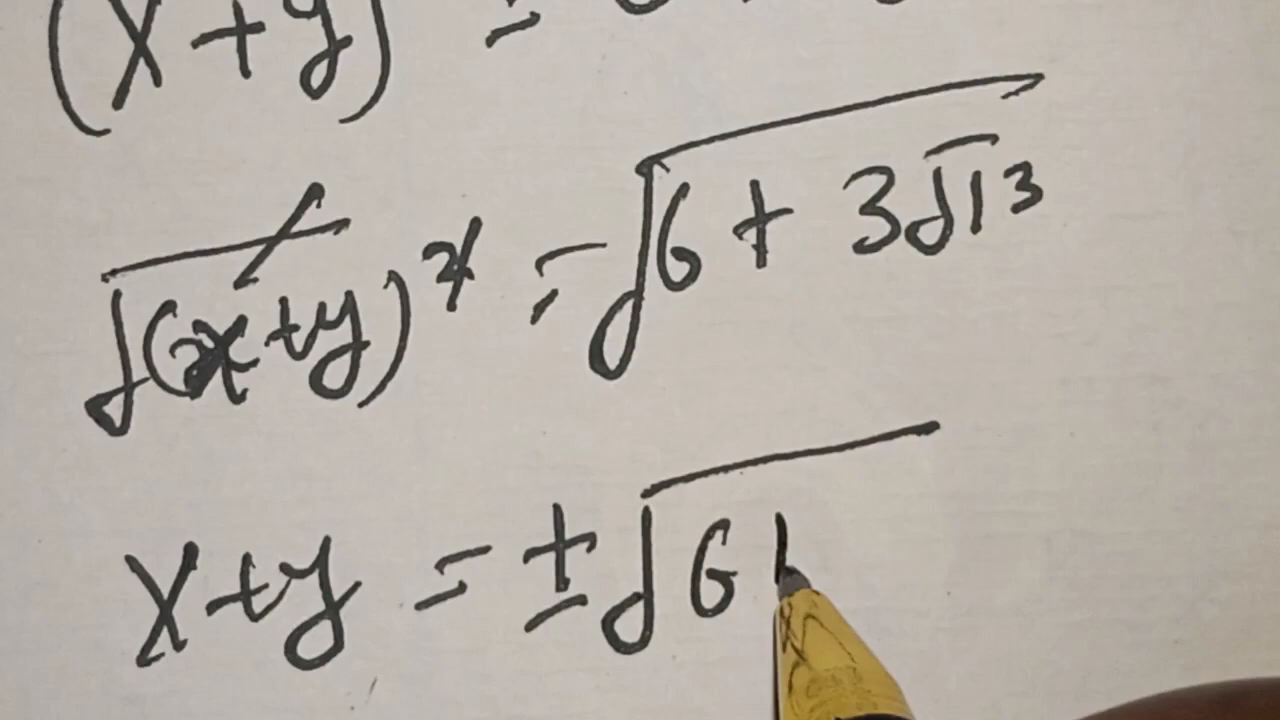 (x+y) =
√(x+y)² = √6 + 3√13
x+y = ±√6